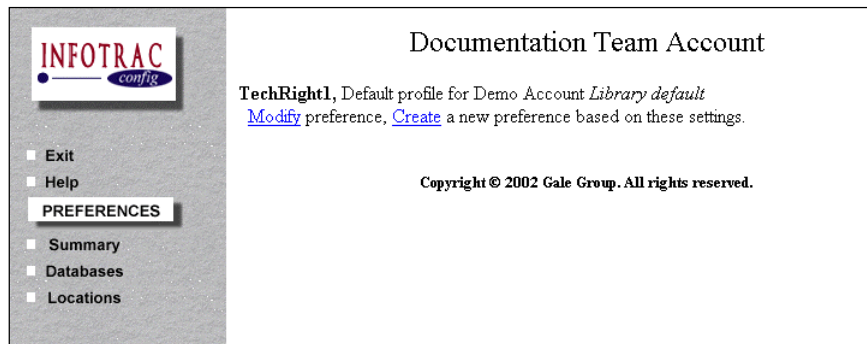 INFOTRAC
config
Exit
Help
PREFERENCES
Summary
Databases
Locations
Documentation Team Account
TechRight1, Default profile for Demo Account Library default
Modify preference, Create a new preference based on these settings.
Copyright © 2002 Gale Group. All rights reserved.